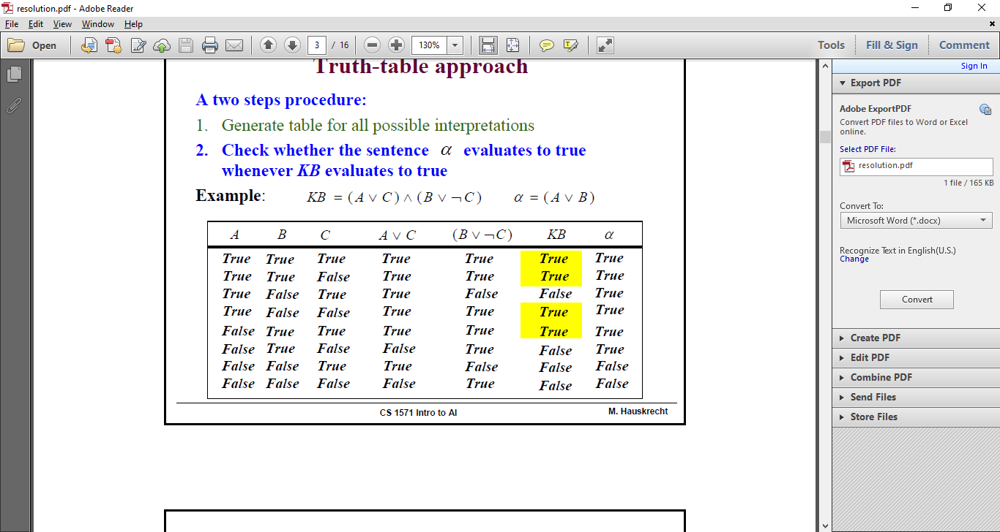 resolution.pdf - Adobe Reader
File Edit View Window Help
Open 3 / 16 130% Tools Fill & Sign Comment
Truth-table approach
A two steps procedure:
1. Generate table for all possible interpretations
2. Check whether the sentence α evaluates to true
whenever KB evaluates to true
Example: KB = (A ∨ C) ∧ (B ∨ ¬C) α = (A ∨ B)
A B C A ∨ C (B ∨ ¬C) KB α
True True True True True True True
True True False True True True True
True False True True False False True
True False False True True True True
False True True True True True True
False True False False True False True
False False True True False False False
False False False False True False False
CS 1571 Intro to AI M. Hauskrecht
Sign In
Export PDF
Adobe ExportPDF
Convert PDF files to Word or Excel
online.
Select PDF File:
resolution.pdf
1 file / 165 KB
Convert To:
Microsoft Word (*.docx)
Recognize Text in English(U.S.)
Change
Convert
Create PDF
Edit PDF
Combine PDF
Send Files
Store Files